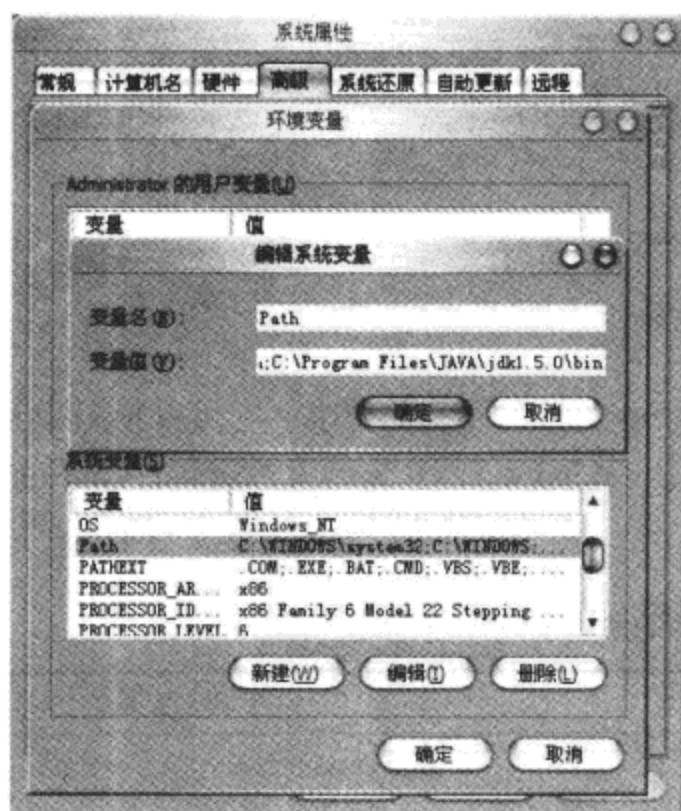 系统属性
常规 计算机名 硬件 高级 系统还原 自动更新 远程
环境变量
Administrator 的用户变量(U)
变量 值
编辑系统变量
变量名(N): Path
变量值(V): ;C:\Program Files\JAVA\jdk1.5.0\bin
确定 取消
系统变量(S)
变量 值
OS Windows_NT
Path C:\WINDOWS\system32;C:\WINDOWS;...
PATHEXT .COM;.EXE;.BAT;.CMD;.VBS;.VBE;....
PROCESSOR_AR... x86
PROCESSOR_ID... x86 Family 6 Model 22 Stepping ...
PROCESSOR_LEVEL 6
新建(W) 编辑(I) 删除(L)
确定 取消